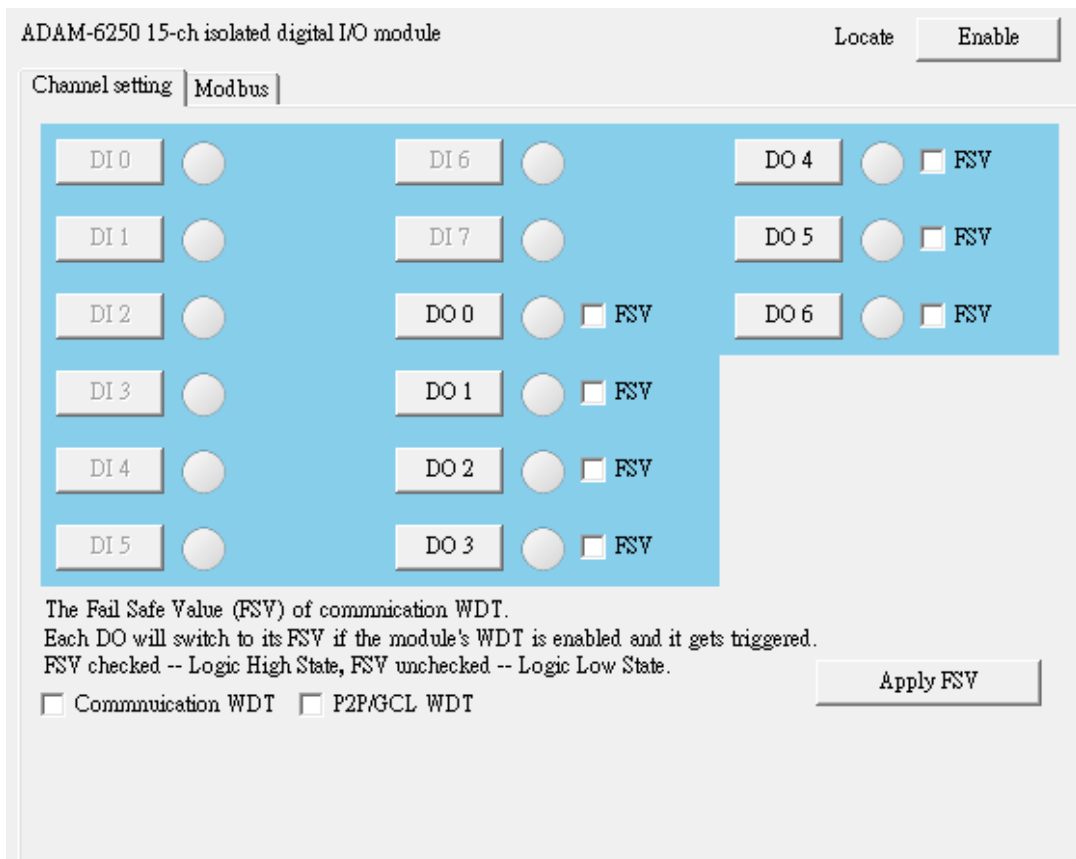 ADAM-6250 15-ch isolated digital I/O module
Locate Enable
Channel setting Modbus
DI 0 DI 6 DO 4 FSV
DI 1 DI 7 DO 5 FSV
DI 2 DO 0 FSV DO 6 FSV
DI 3 DO 1 FSV
DI 4 DO 2 FSV
DI 5 DO 3 FSV
The Fail Safe Value (FSV) of commnication WDT.
Each DO will switch to its FSV if the module's WDT is enabled and it gets triggered.
FSV checked -- Logic High State, FSV unchecked -- Logic Low State.
Apply FSV
Commnuication WDT P2P/GCL WDT